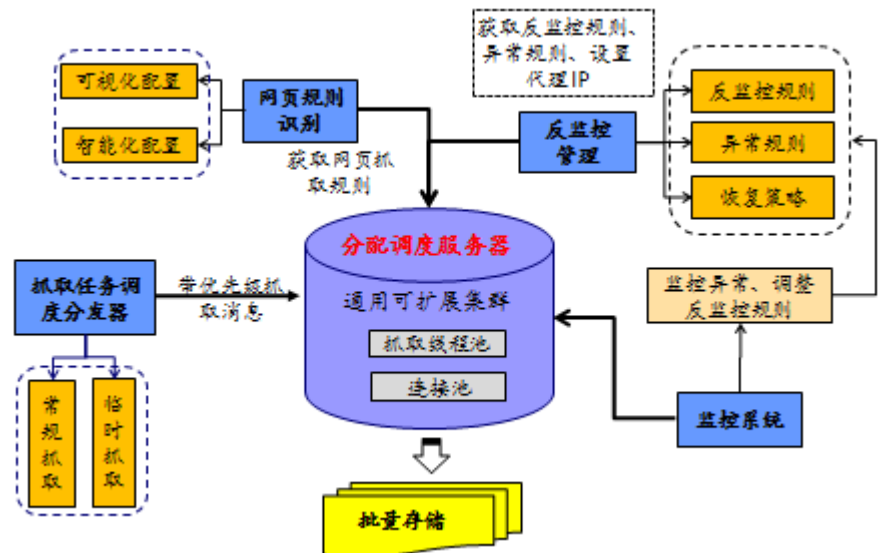 获取反监控规则、
异常规则、设置
代理IP
可视化配置
智能化配置
网页规则
识别
反监控
管理
反监控规则
异常规则
恢复策略
获取网页抓
取规则
分配调度服务器
通用可扩展集群
抓取线程池
连接池
抓取任务调
度分发器
带优先级抓
取消息
常规抓取
临时抓取
监控异常、调整
反监控规则
监控系统
批量存储